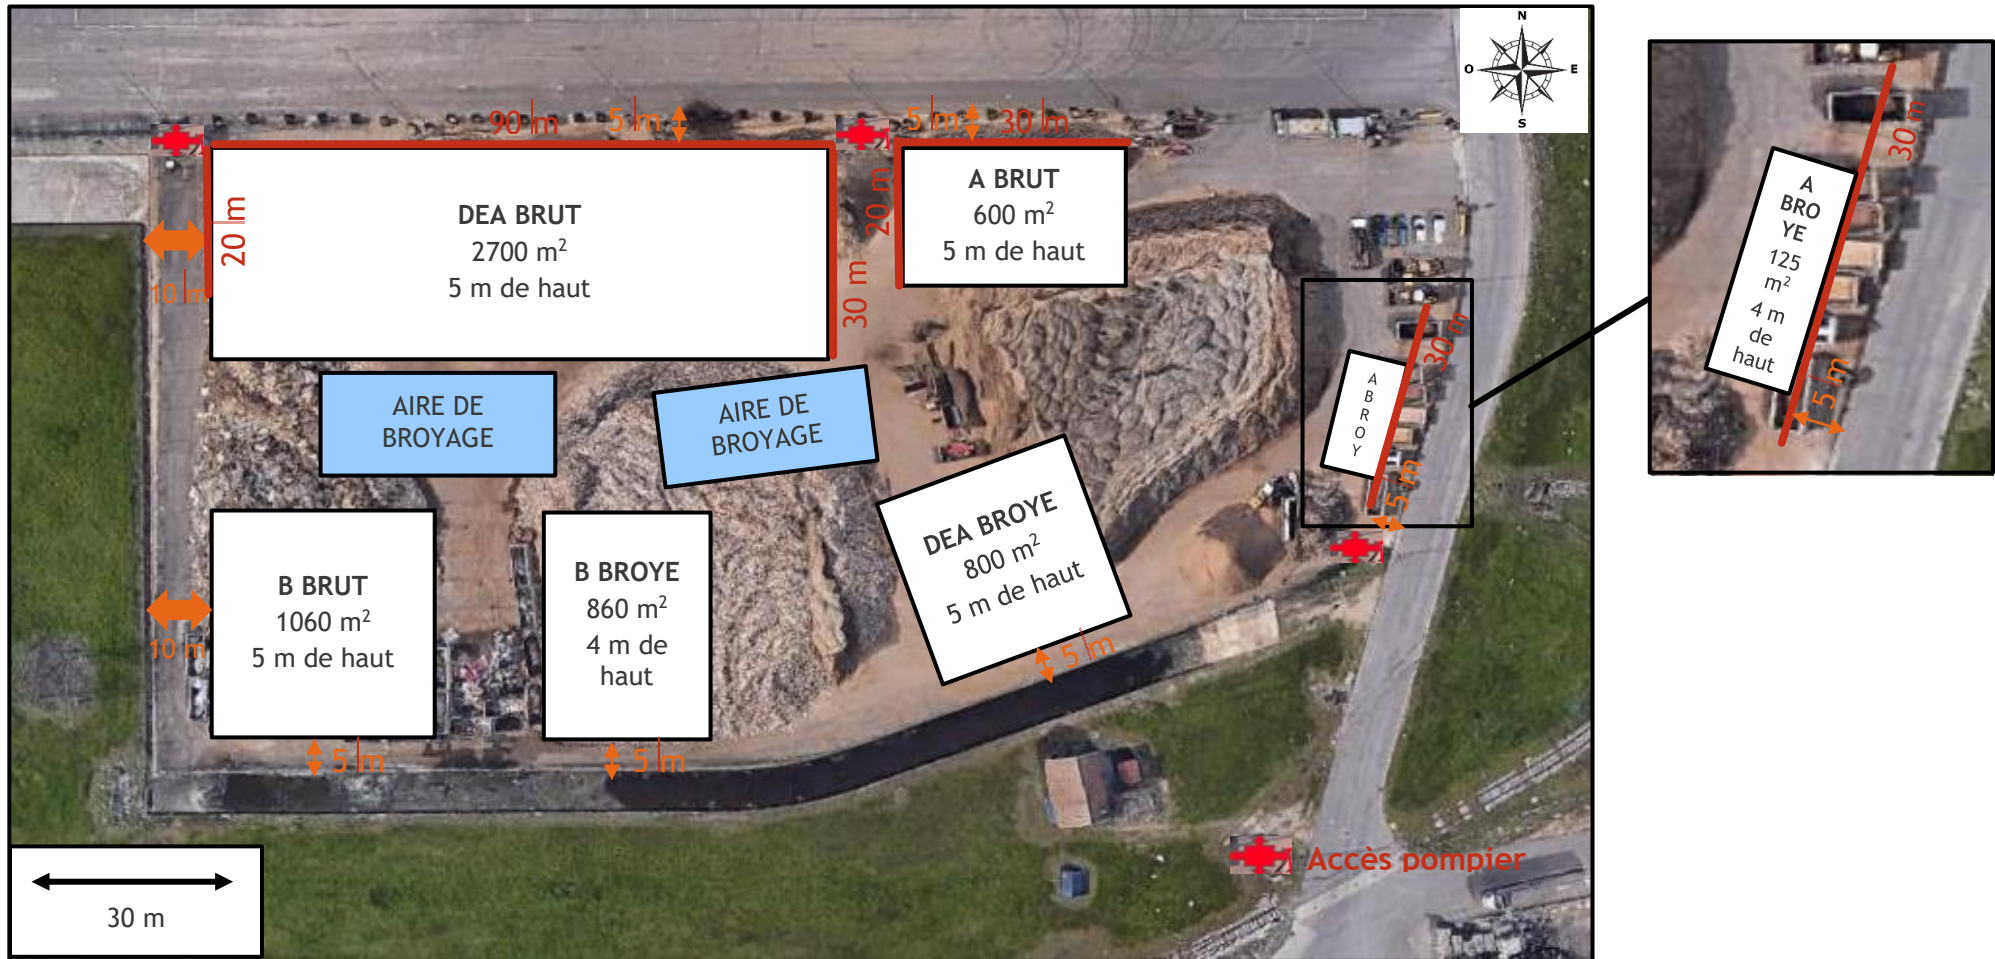 N
O
E
S
90 m
5 m
5 m
30 m
20 m
DEA BRUT
2700 m²
5 m de haut
30 m
20 m
A BRUT
600 m²
5 m de haut
10 m
AIRE DE
BROYAGE
AIRE DE
BROYAGE
B BRUT
1060 m²
5 m de haut
10 m
5 m
B BROYE
860 m²
4 m de
haut
5 m
DEA BROYE
800 m²
5 m de haut
5 m
A
B
R
O
Y
30 m
5 m
A
BRO
YE
125
m²
4 m
de
haut
30 m
5 m
Accès pompier
30 m